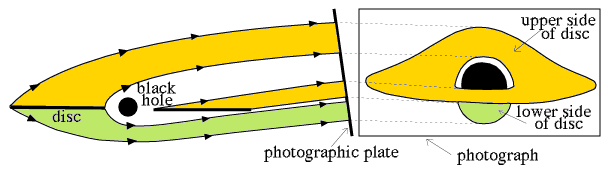 black
hole
disc
photographic plate
upper side
of disc
lower side
of disc
photograph